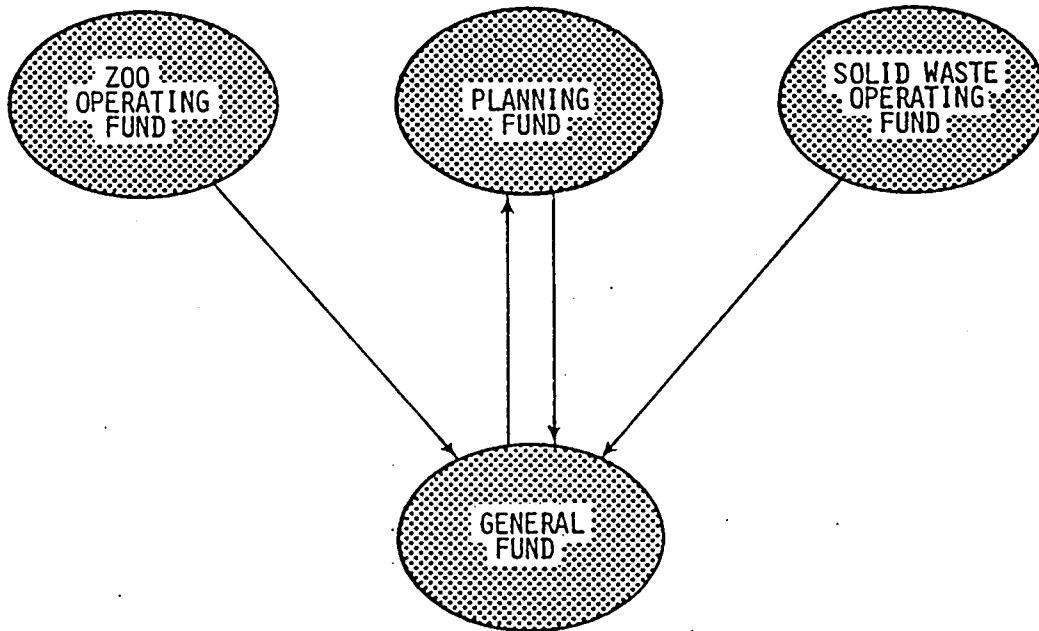 ZOO
OPERATING
FUND
PLANNING
FUND
SOLID WASTE
OPERATING
FUND
GENERAL
FUND